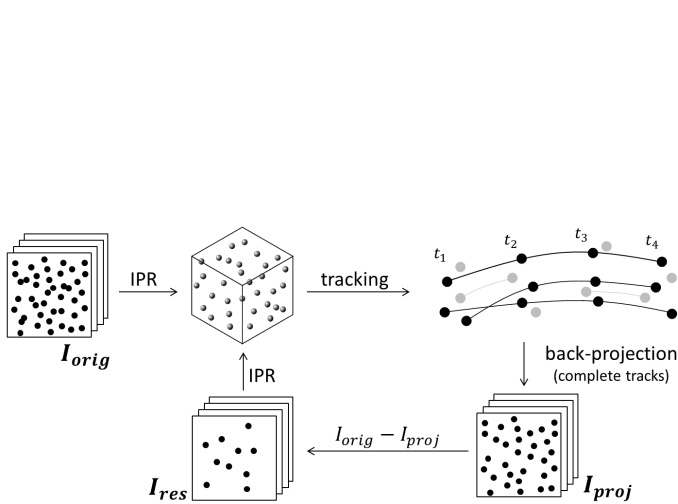 t₁
t₂
t₃
t₄
IPR
tracking
I_orig
back-projection
(complete tracks)
IPR
I_orig − I_proj
I_res
I_proj